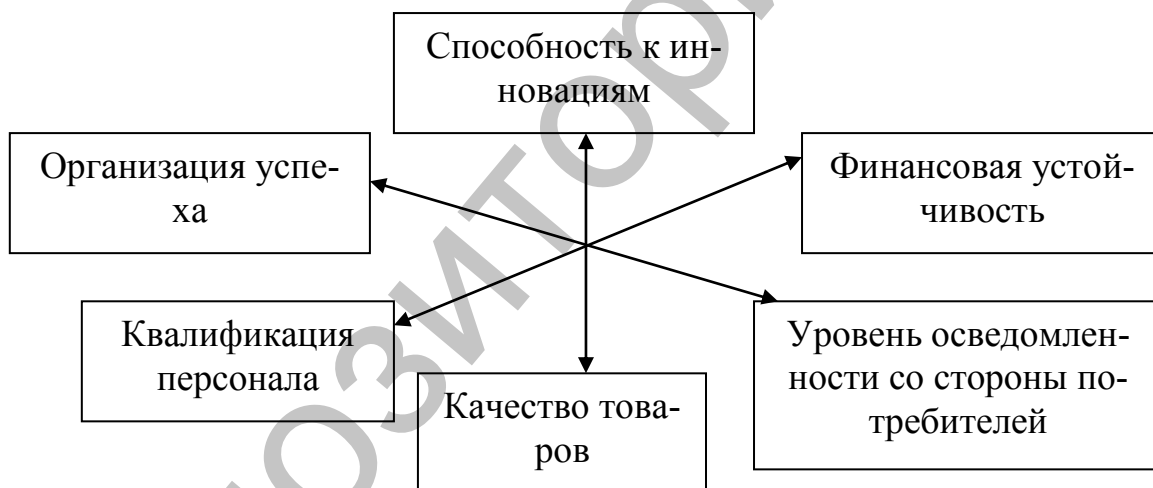 Способность к ин-
новациям
Организация успе-
ха
Финансовая устой-
чивость
Квалификация
персонала
Качество това-
ров
Уровень осведомлен-
ности со стороны по-
требителей